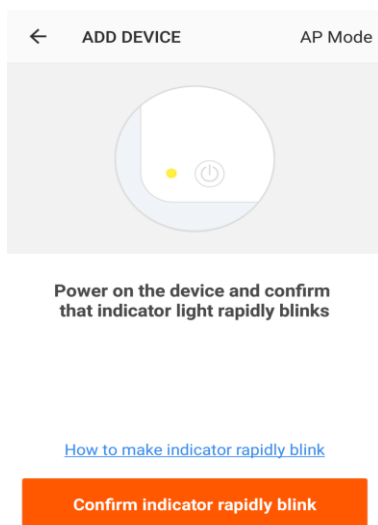 ADD DEVICE AP Mode
Power on the device and confirm
that indicator light rapidly blinks
How to make indicator rapidly blink
Confirm indicator rapidly blink